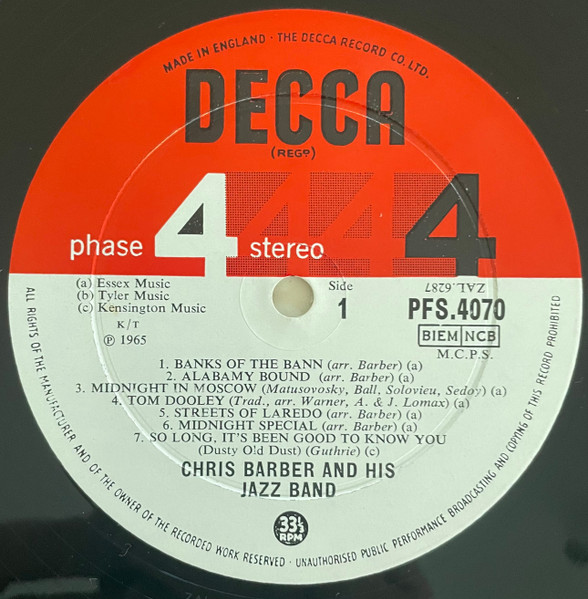 MADE IN ENGLAND · THE DECCA RECORD CO. LTD.
DECCA
(REGD)
phase 4 stereo 4 4 4
(a) Essex Music
(b) Tyler Music
(c) Kensington Music
K/T
Ⓟ 1965
Side
1
ZAL.6287
PFS.4070
BIEM NCB
M.C.P.S.
1. BANKS OF THE BANN (arr. Barber) (a)
2. ALABAMY BOUND (arr. Barber) (a)
3. MIDNIGHT IN MOSCOW (Matusovsky, Ball, Solovieu, Sedoy) (a)
4. TOM DOOLEY (Trad., arr. Warner, A. & J. Lomax) (a)
5. STREETS OF LAREDO (arr. Barber) (a)
6. MIDNIGHT SPECIAL (arr. Barber) (a)
7. SO LONG, IT'S BEEN GOOD TO KNOW YOU
(Dusty Old Dust) (Guthrie) (c)
CHRIS BARBER AND HIS
JAZZ BAND
33⅓
RPM
ALL RIGHTS OF THE MANUFACTURER AND OF THE OWNER OF THE RECORDED WORK RESERVED · UNAUTHORISED PUBLIC PERFORMANCE BROADCASTING AND COPYING OF THIS RECORD PROHIBITED